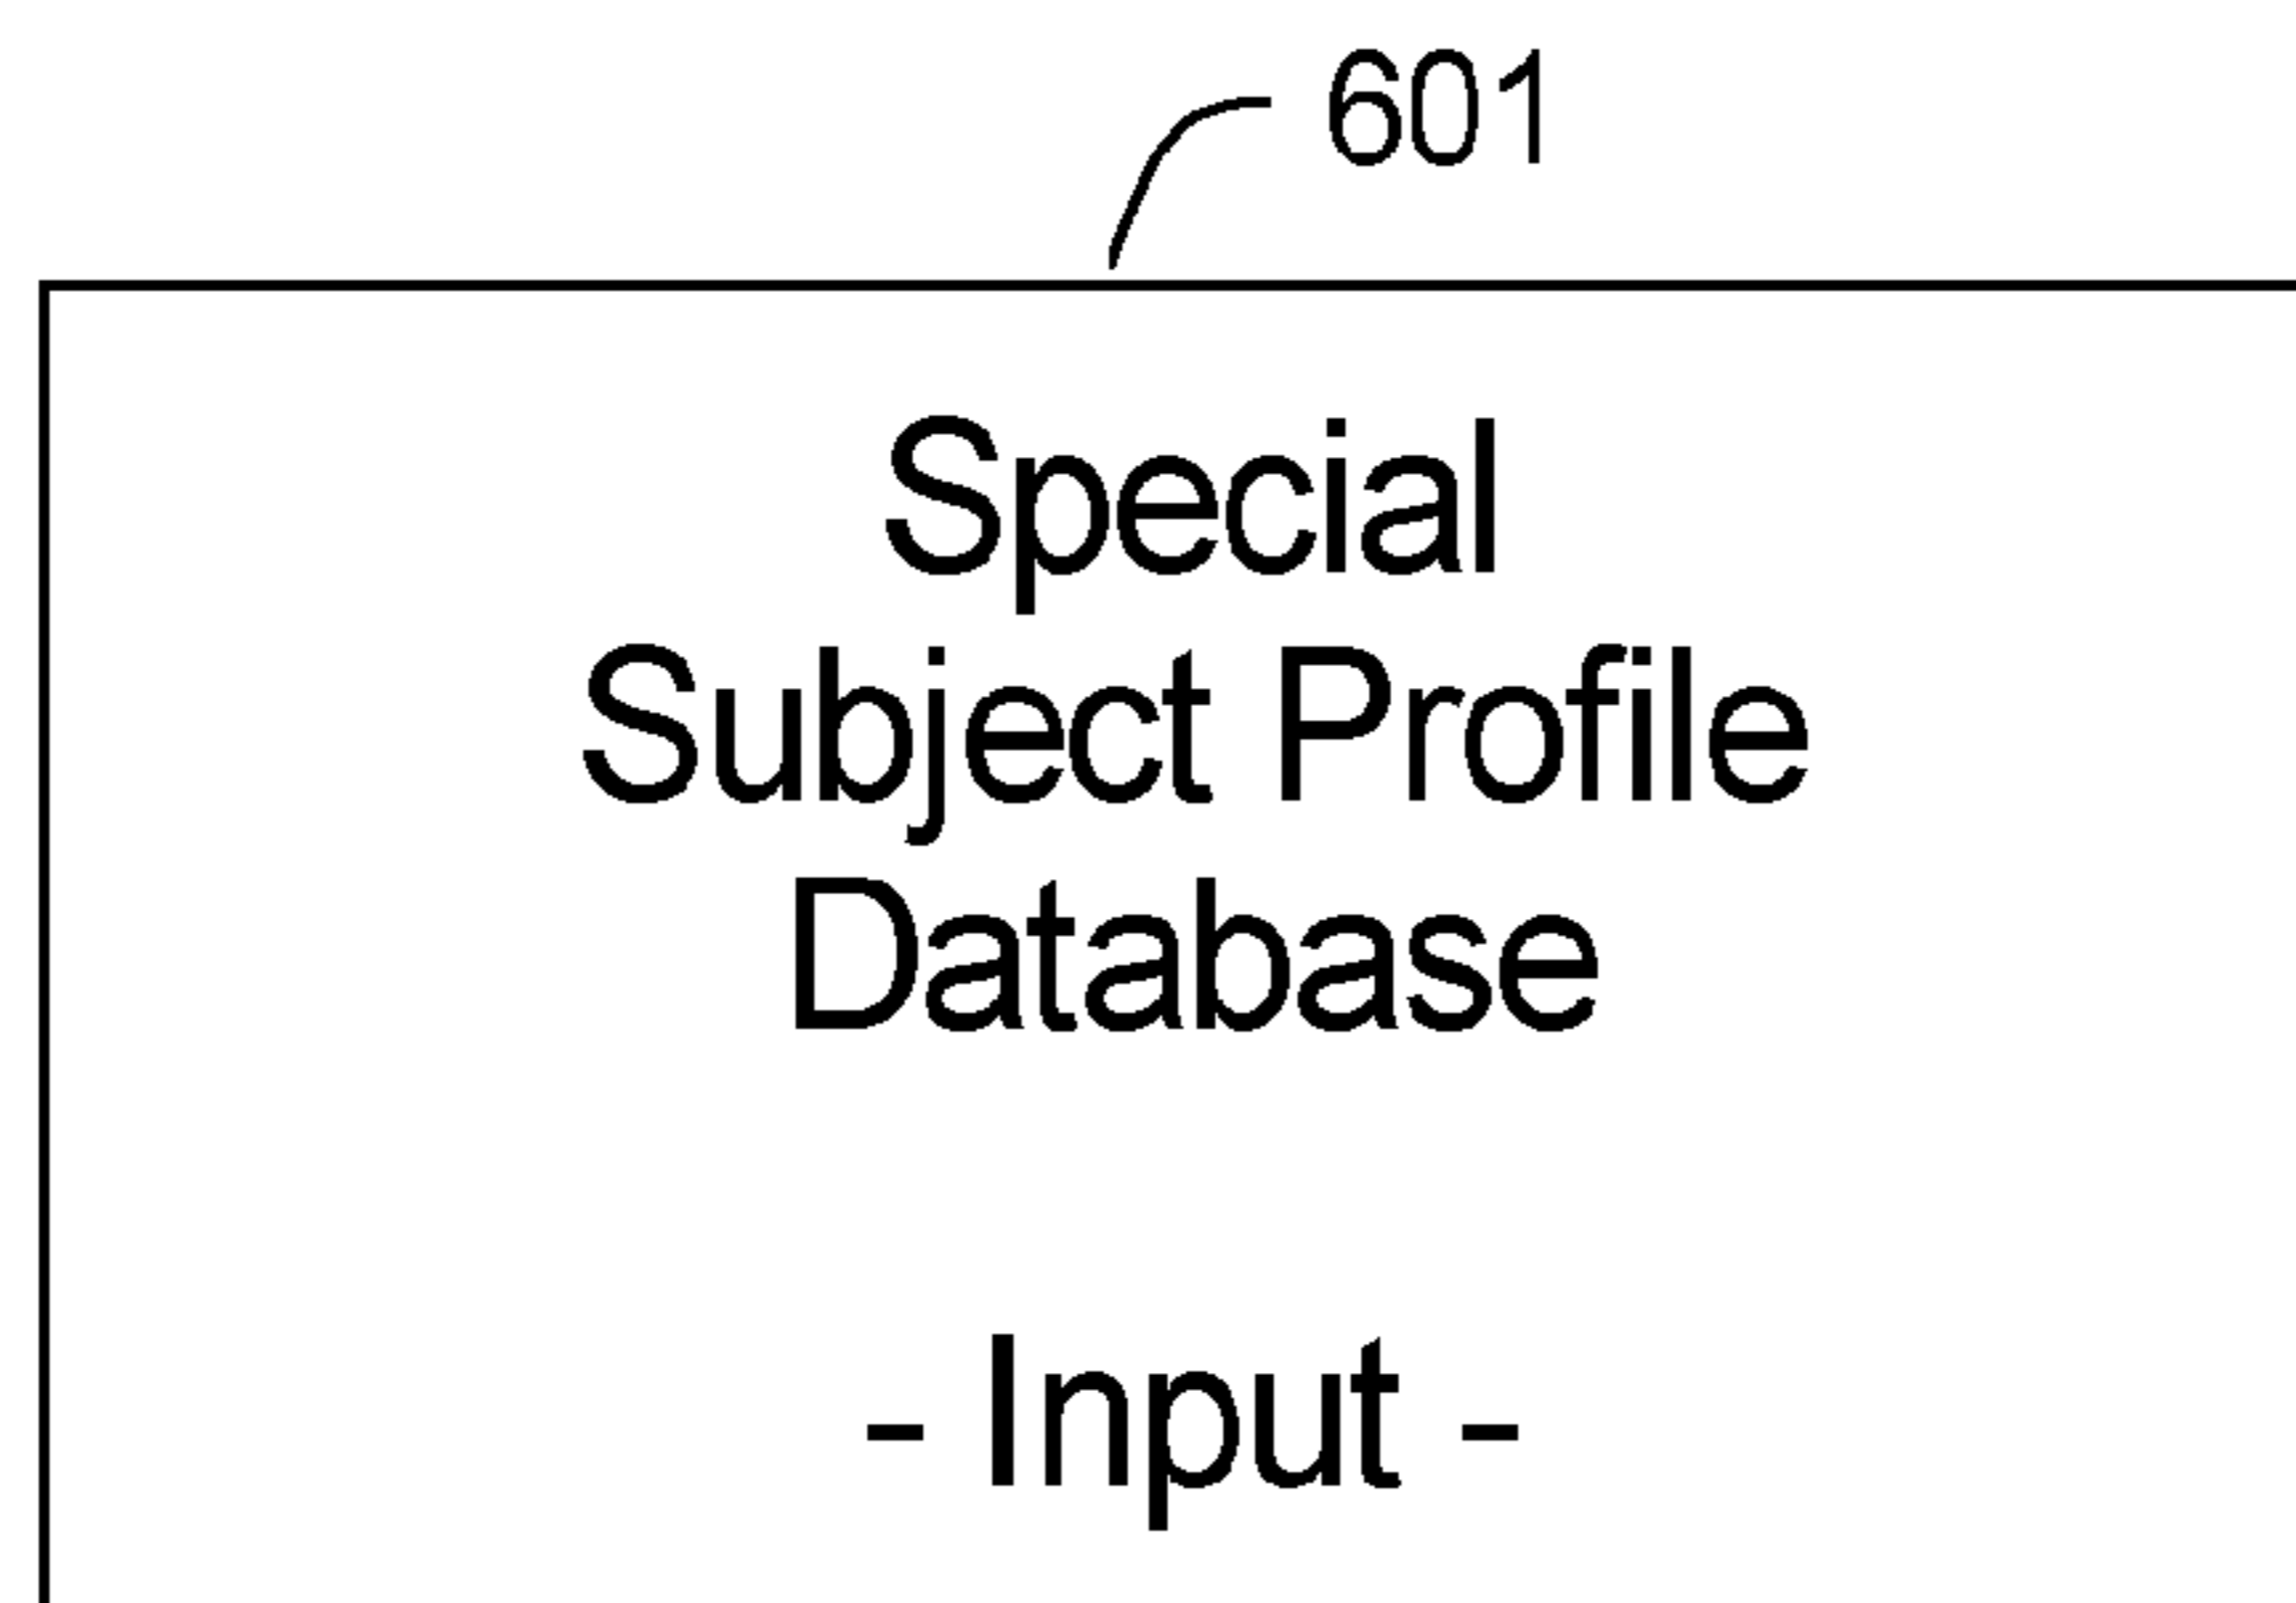 601
Special
Subject Profile
Database
- Input -